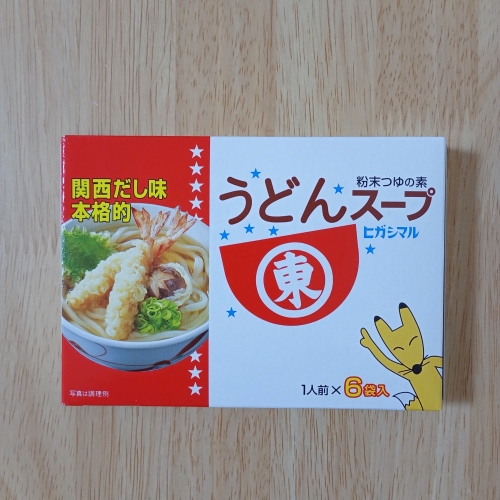 関西だし味
本格的
写真は調理例
粉末つゆの素
うどんスープ
ヒガシマル
東
1人前×6袋入